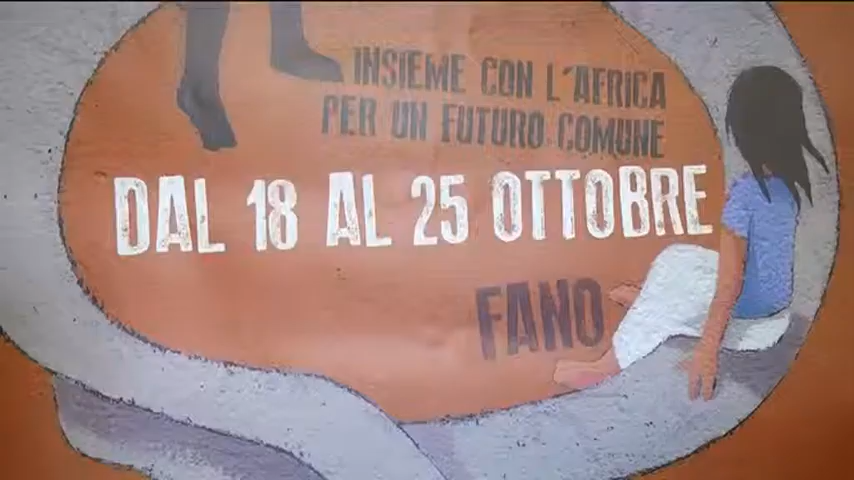 INSIEME CON L'AFRICA
PER UN FUTURO COMUNE
DAL 18 AL 25 OTTOBRE
FANO